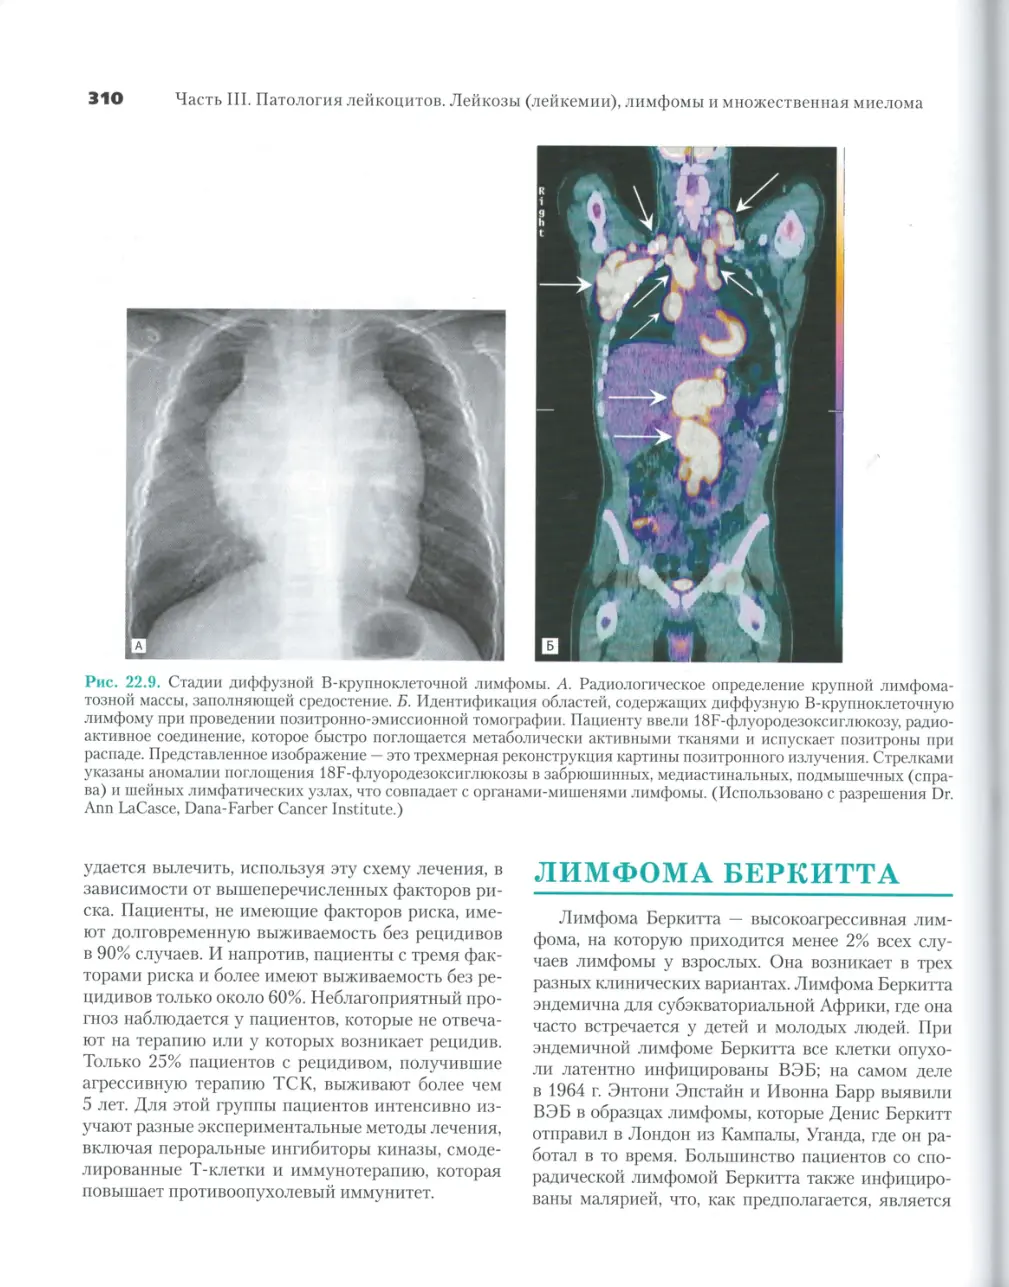 310 Часть III. Патология лейкоцитов. Лейкозы (лейкемии), лимфомы и множественная миелома
Right
А
Б
Рис. 22.9. Стадии диффузной В-крупноклеточной лимфомы. А. Радиологическое определение крупной лимфома-
тозной массы, заполняющей средостение. Б. Идентификация областей, содержащих диффузную В-крупноклеточную
лимфому при проведении позитронно-эмиссионной томографии. Пациенту ввели 18F-флуородезоксиглюкозу, радио-
активное соединение, которое быстро поглощается метаболически активными тканями и испускает позитроны при
распаде. Представленное изображение — это трехмерная реконструкция картины позитронного излучения. Стрелками
указаны аномалии поглощения 18F-флуородезоксиглюкозы в забрюшинных, медиастинальных, подмышечных (спра-
ва) и шейных лимфатических узлах, что совпадает с органами-мишенями лимфомы. (Использовано с разрешения Dr.
Ann LaCasce, Dana-Farber Cancer Institute.)
удается вылечить, используя эту схему лечения, в
зависимости от вышеперечисленных факторов ри-
ска. Пациенты, не имеющие факторов риска, име-
ют долговременную выживаемость без рецидивов
в 90% случаев. И напротив, пациенты с тремя фак-
торами риска и более имеют выживаемость без ре-
цидивов только около 60%. Неблагоприятный про-
гноз наблюдается у пациентов, которые не отвеча-
ют на терапию или у которых возникает рецидив.
Только 25% пациентов с рецидивом, получившие
агрессивную терапию ТСК, выживают более чем
5 лет. Для этой группы пациентов интенсивно из-
учают разные экспериментальные методы лечения,
включая пероральные ингибиторы киназы, смоде-
лированные Т-клетки и иммунотерапию, которая
повышает противоопухолевый иммунитет.
ЛИМФОМА БЕРКИТТА
Лимфома Беркитта — высокоагрессивная лим-
фома, на которую приходится менее 2% всех слу-
чаев лимфомы у взрослых. Она возникает в трех
разных клинических вариантах. Лимфома Беркитта
эндемична для субэкваториальной Африки, где она
часто встречается у детей и молодых людей. При
эндемичной лимфоме Беркитта все клетки опухо-
ли латентно инфицированы ВЭБ; на самом деле
в 1964 г. Энтони Эпстайн и Ивонна Барр выявили
ВЭБ в образцах лимфомы, которые Денис Беркитт
отправил в Лондон из Кампалы, Уганда, где он ра-
ботал в то время. Большинство пациентов со спо-
радической лимфомой Беркитта также инфициро-
ваны малярией, что, как предполагается, является